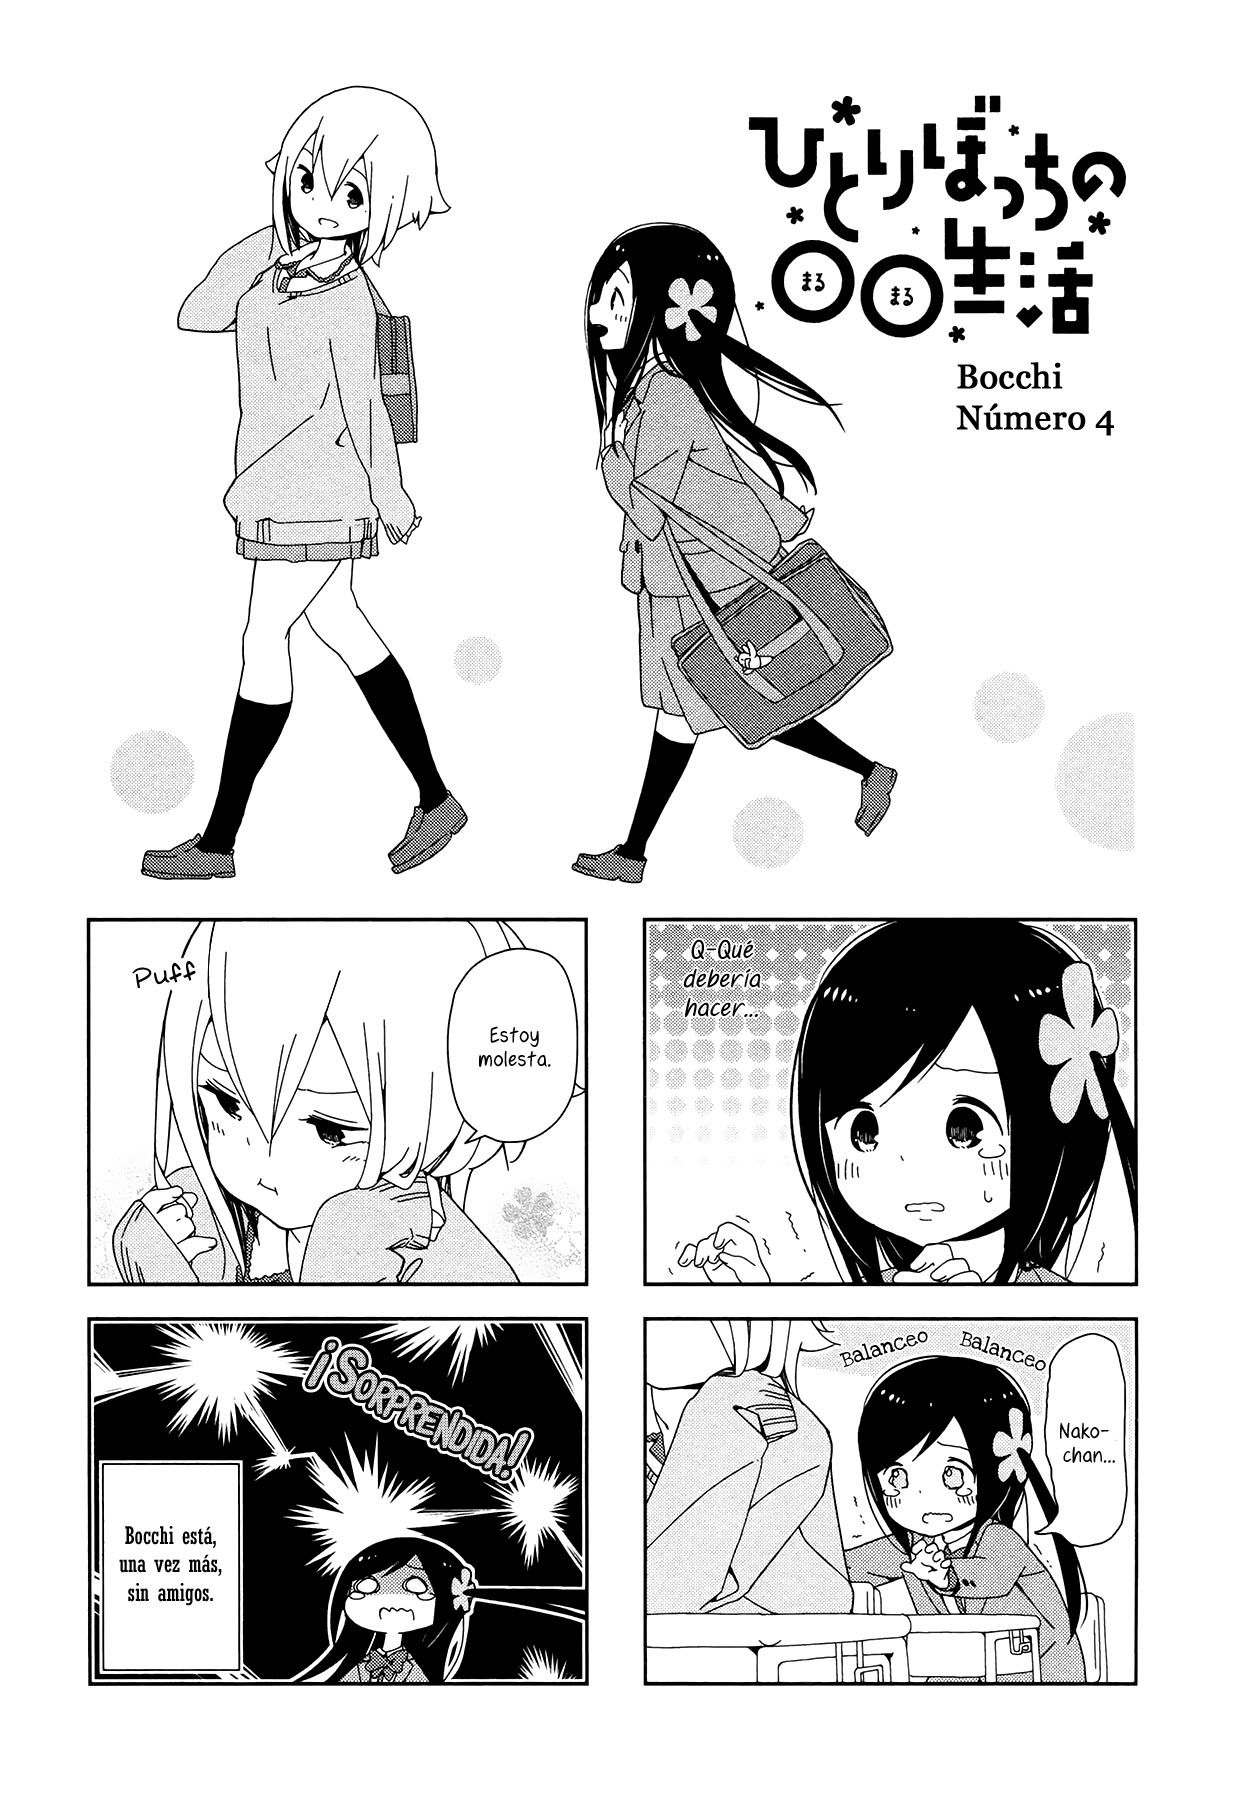 ひとりぼっちの
○○生活
まる
まる
Bocchi
Número 4
Q-Qué
debería
hacer...
Balanceo
Balanceo
Nako-
chan...
Puff
Estoy
molesta.
¡SORPRENDIDA!
Bocchi está,
una vez más,
sin amigos.